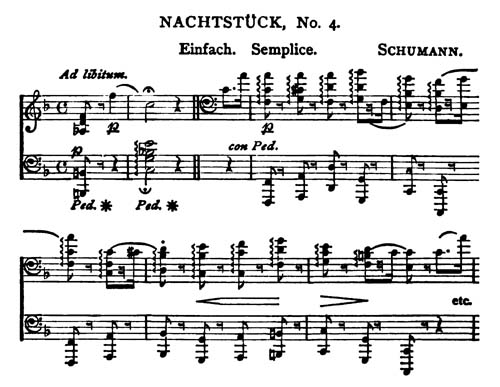 NACHTSTÜCK, No. 4.
Einfach. Semplice. SCHUMANN.
Ad libitum.
p p
p con Ped.
Ped. * Ped. *
etc.